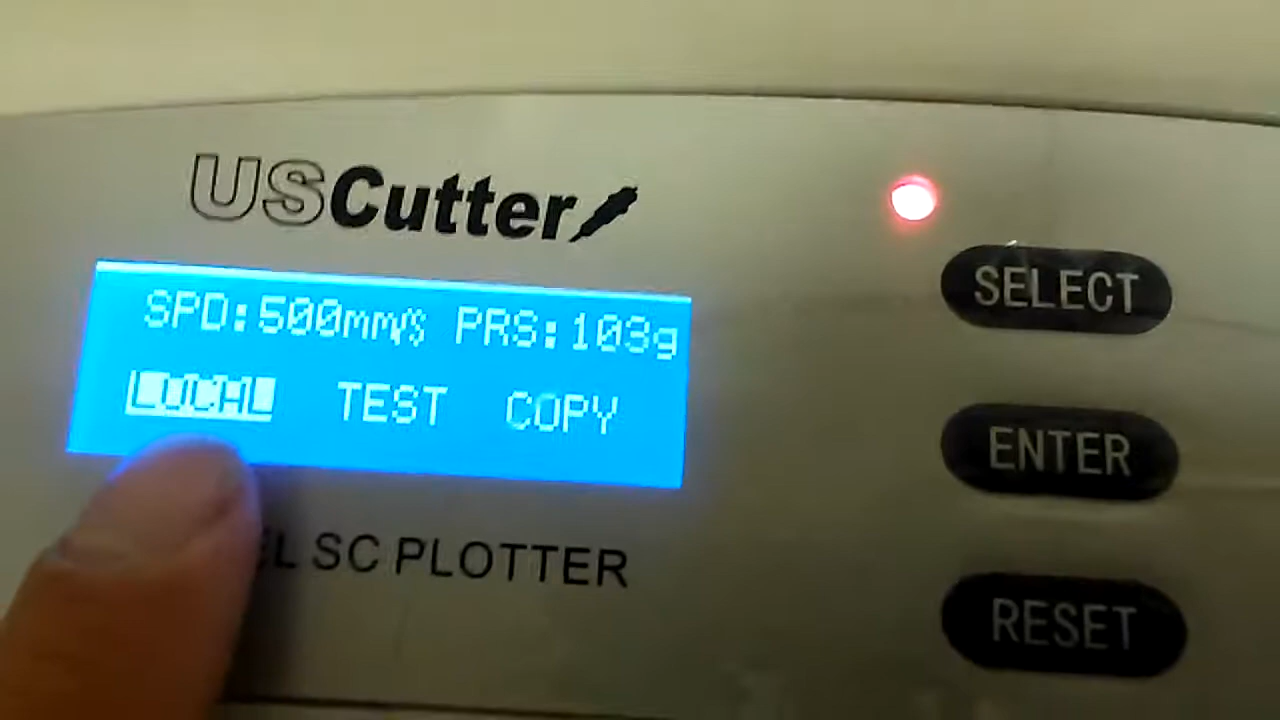 USCutter
SPD:500mm/s PRS:103g
LOCAL TEST COPY
SC PLOTTER
SELECT
ENTER
RESET